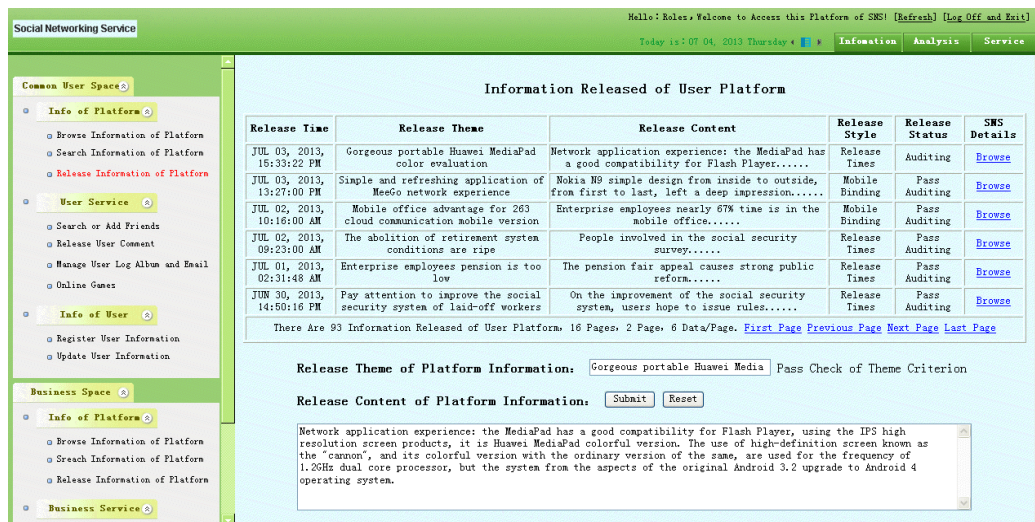 Social Networking Service
Hello：Roles，Welcome to Access this Platform of SNS! [Refresh] [Log Off and Exit]
Today is：07 04, 2013 Thursday
Infomation Analysis Service
Common User Space
Info of Platform
Browse Information of Platform
Search Information of Platform
Release Information of Platform
User Service
Search or Add Friends
Release User Comment
Manage User Log Album and Email
Online Games
Info of User
Register User Information
Update User Information
Business Space
Info of Platform
Browse Information of Platform
Sreach Information of Platform
Release Information of Platform
Business Service
Information Released of User Platform
Release Time Release Theme Release Content Release Style Release Status SNS Details
JUL 03, 2013, Gorgeous portable Huawei MediaPad Network application experience: the MediaPad has Release Auditing Browse
15:33:22 PM color evaluation a good compatibility for Flash Player...... Times
JUL 03, 2013, Simple and refreshing application of Nokia N9 simple design from inside to outside, Mobile Pass Browse
13:27:00 PM MeeGo network experience from first to last, left a deep impression...... Binding Auditing
JUL 02, 2013, Mobile office advantage for 263 Enterprise employees nearly 67% time is in the Mobile Pass Browse
10:16:00 AM cloud communication mobile version mobile office...... Binding Auditing
JUL 02, 2013, The abolition of retirement system People involved in the social security Release Pass Browse
09:23:00 AM conditions are ripe survey...... Times Auditing
JUL 01, 2013, Enterprise employees pension is too The pension fair appeal causes strong public Release Pass Browse
02:31:48 AM low reform...... Times Auditing
JUN 30, 2013, Pay attention to improve the social On the improvement of the social security Release Pass Browse
14:50:16 PM security system of laid-off workers system, users hope to issue rules...... Times Auditing
There Are 93 Information Released of User Platform, 16 Pages, 2 Page, 6 Data/Page. First Page Previous Page Next Page Last Page
Release Theme of Platform Information： Gorgeous portable Huawei Media Pass Check of Theme Criterion
Release Content of Platform Information： Submit Reset
Network application experience: the MediaPad has a good compatibility for Flash Player, using the IPS high
resolution screen products, it is Huawei MediaPad colorful version. The use of high-definition screen known as
the "cannon", and its colorful version with the ordinary version of the same, are used for the frequency of
1.2GHz dual core processor, but the system from the aspects of the original Android 3.2 upgrade to Android 4
operating system.